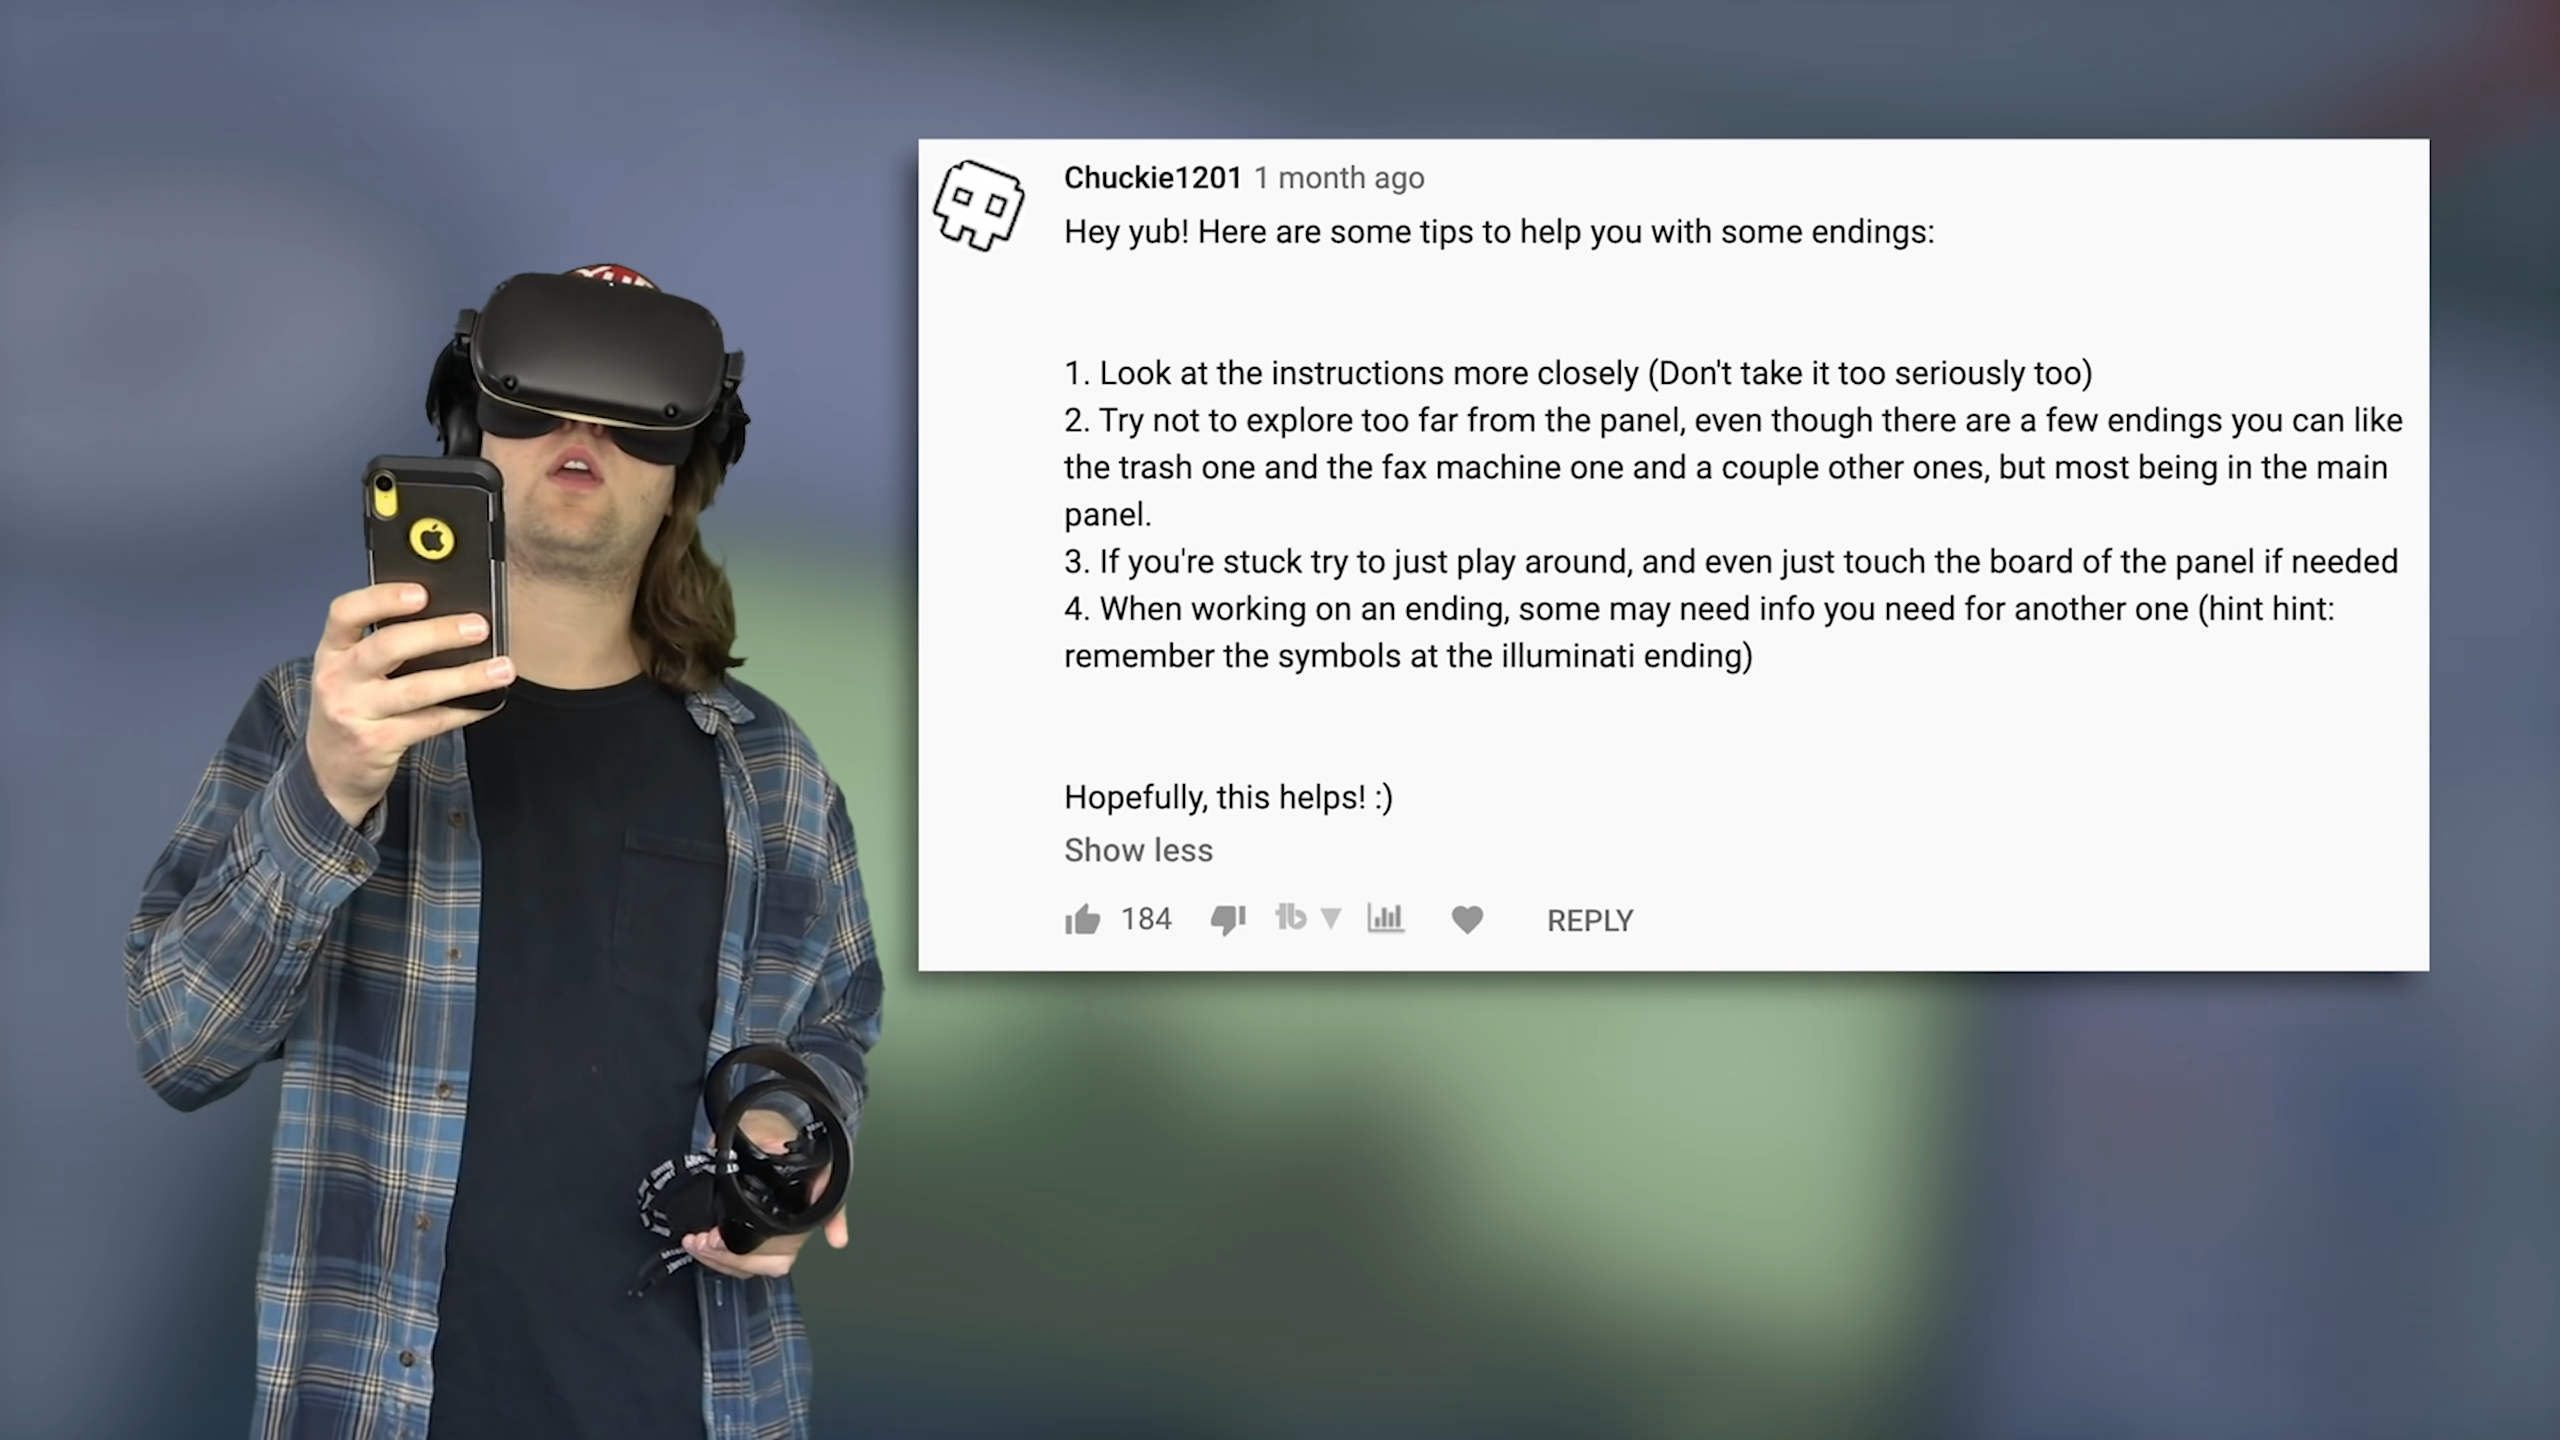 Chuckie1201 1 month ago
Hey yub! Here are some tips to help you with some endings:
1. Look at the instructions more closely (Don't take it too seriously too)
2. Try not to explore too far from the panel, even though there are a few endings you can like
the trash one and the fax machine one and a couple other ones, but most being in the main
panel.
3. If you're stuck try to just play around, and even just touch the board of the panel if needed
4. When working on an ending, some may need info you need for another one (hint hint:
remember the symbols at the illuminati ending)
Hopefully, this helps! :)
Show less
184 tb REPLY